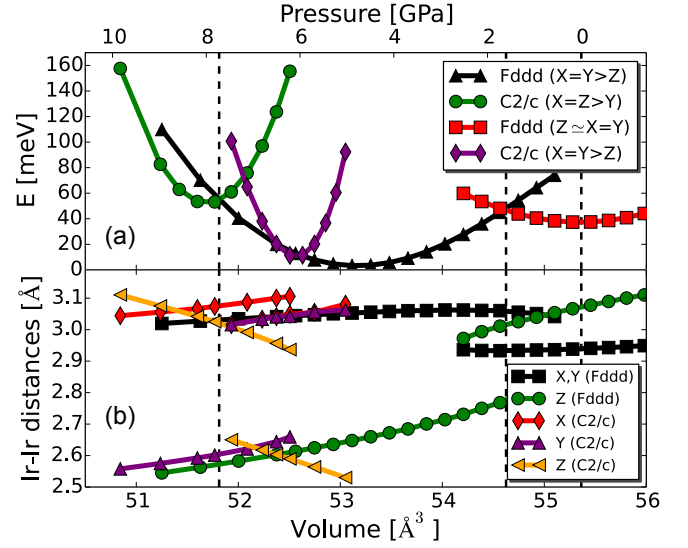 Pressure [GPa]
10 8 6 4 2 0
(a)
E [meV]
160
140
120
100
80
60
40
20
0
Fddd (X=Y>Z)
C2/c (X=Z>Y)
Fddd (Z≃X=Y)
C2/c (X=Y>Z)
(b)
Ir-Ir distances [Å]
3.1
3.0
2.9
2.8
2.7
2.6
2.5
X,Y (Fddd)
Z (Fddd)
X (C2/c)
Y (C2/c)
Z (C2/c)
51 52 53 54 55 56
Volume [Å³]